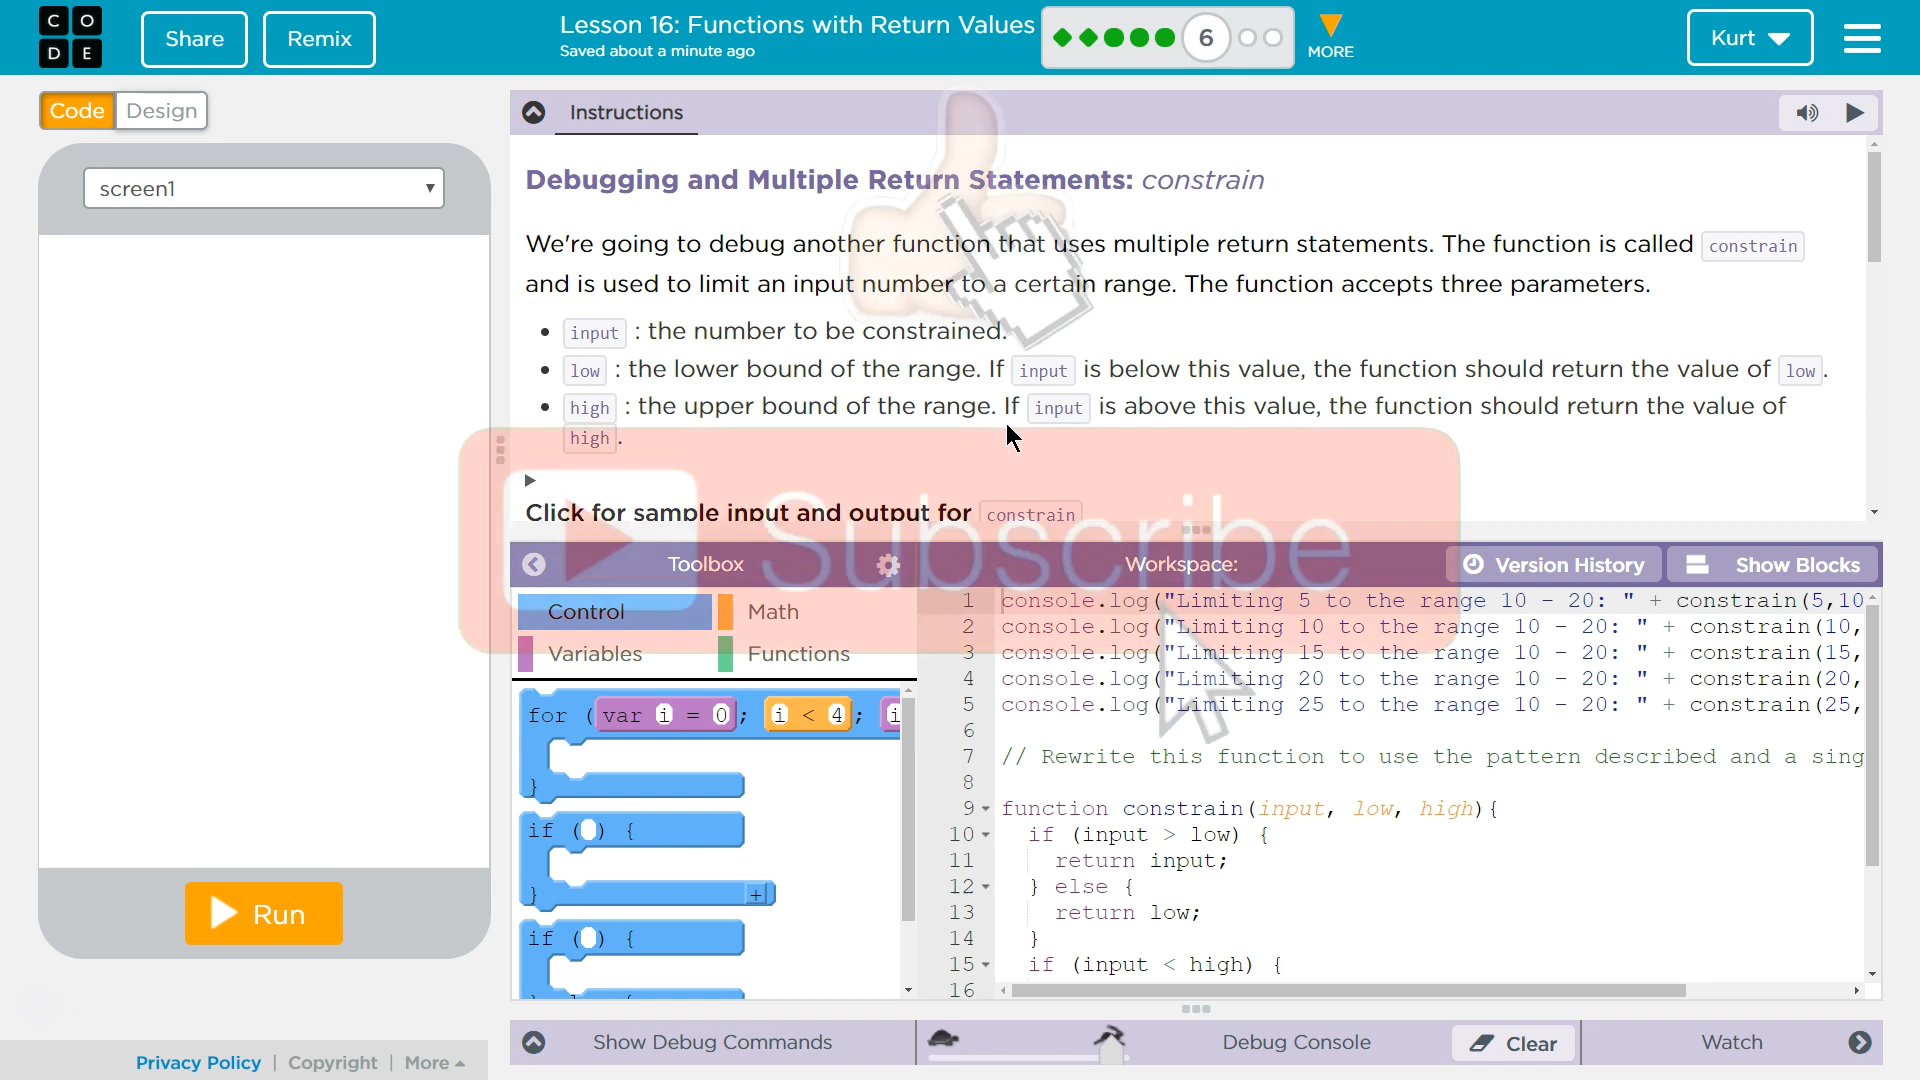 CODE
Share
Remix
Lesson 16: Functions with Return Values
Saved about a minute ago
6
MORE
Kurt
Code
Design
Instructions
screen1
Debugging and Multiple Return Statements: constrain
We're going to debug another function that uses multiple return statements. The function is called constrain
and is used to limit an input number to a certain range. The function accepts three parameters.
input : the number to be constrained.
low : the lower bound of the range. If input is below this value, the function should return the value of low .
high : the upper bound of the range. If input is above this value, the function should return the value of
high .
Click for sample input and output for constrain
Subscribe
Toolbox
Workspace:
Version History
Show Blocks
Control
Math
Variables
Functions
for ( var i = 0 ; i < 4 ; i
}
if ( ) {
}
+
if ( ) {
1 console.log("Limiting 5 to the range 10 - 20: " + constrain(5,10
2 console.log("Limiting 10 to the range 10 - 20: " + constrain(10,
3 console.log("Limiting 15 to the range 10 - 20: " + constrain(15,
4 console.log("Limiting 20 to the range 10 - 20: " + constrain(20,
5 console.log("Limiting 25 to the range 10 - 20: " + constrain(25,
6
7 // Rewrite this function to use the pattern described and a sing
8
9 function constrain(input, low, high){
10 if (input > low) {
11 return input;
12 } else {
13 return low;
14 }
15 if (input < high) {
16
Run
Show Debug Commands
Debug Console
Clear
Watch
Privacy Policy | Copyright | More